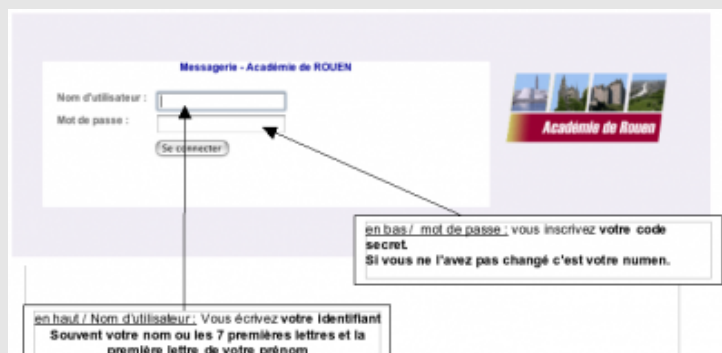 Messagerie - Académie de ROUEN
Nom d'utilisateur :
Mot de passe :
Se connecter
Académie de Rouen
en bas / mot de passe : vous inscrivez votre code
secret.
Si vous ne l'avez pas changé c'est votre numen.
en haut / Nom d'utilisateur : Vous écrivez votre identifiant
Souvent votre nom ou les 7 premières lettres et la
première lettre de votre prénom